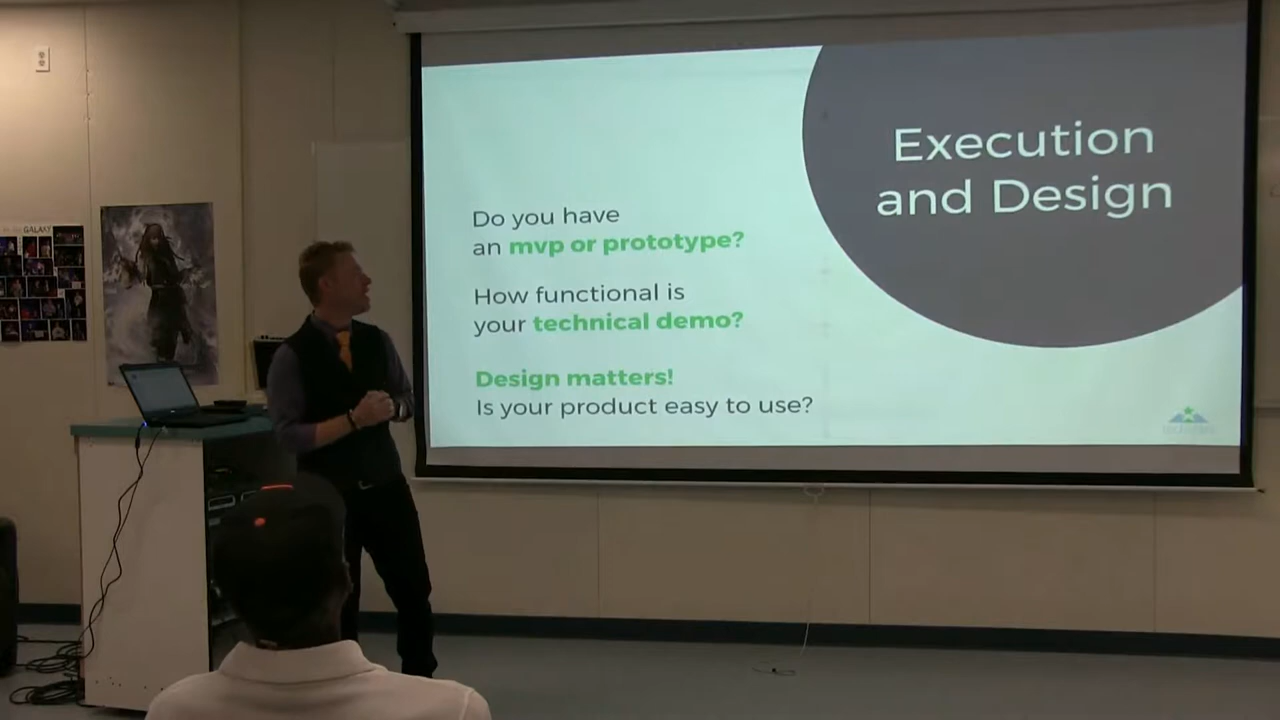 GALAXY
Execution
and Design
Do you have
an mvp or prototype?
How functional is
your technical demo?
Design matters!
Is your product easy to use?